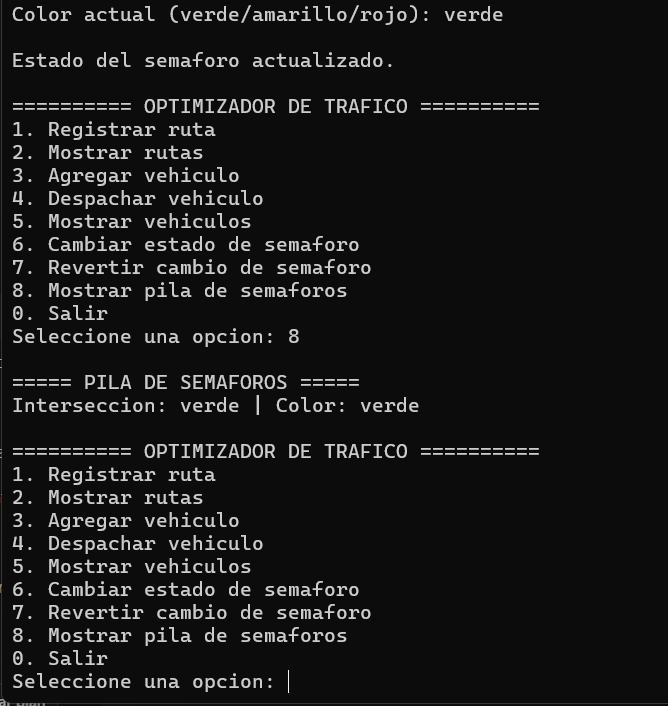 Color actual (verde/amarillo/rojo): verde
Estado del semaforo actualizado.
========== OPTIMIZADOR DE TRAFICO ==========
1. Registrar ruta
2. Mostrar rutas
3. Agregar vehiculo
4. Despachar vehiculo
5. Mostrar vehiculos
6. Cambiar estado de semaforo
7. Revertir cambio de semaforo
8. Mostrar pila de semaforos
0. Salir
Seleccione una opcion: 8
===== PILA DE SEMAFOROS =====
Interseccion: verde | Color: verde
========== OPTIMIZADOR DE TRAFICO ==========
1. Registrar ruta
2. Mostrar rutas
3. Agregar vehiculo
4. Despachar vehiculo
5. Mostrar vehiculos
6. Cambiar estado de semaforo
7. Revertir cambio de semaforo
8. Mostrar pila de semaforos
0. Salir
Seleccione una opcion: